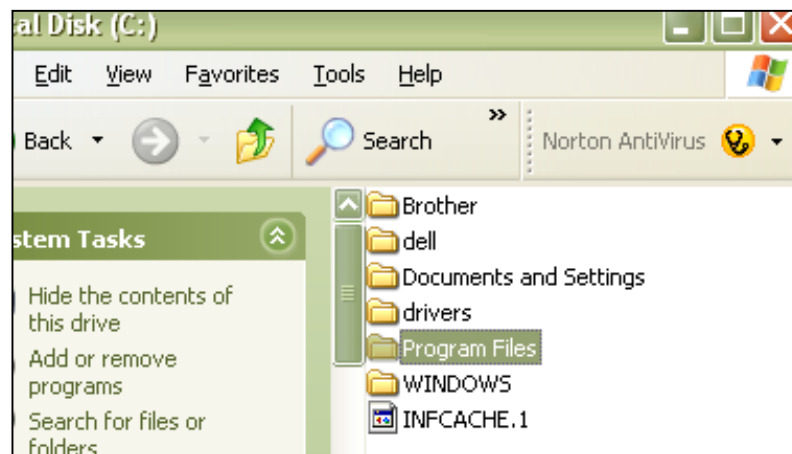 al Disk (C:)
Edit View Favorites Tools Help
Back Search » Norton AntiVirus
stem Tasks
Hide the contents of
this drive
Add or remove
programs
Search for files or
folders
Brother
dell
Documents and Settings
drivers
Program Files
WINDOWS
INFCACHE.1